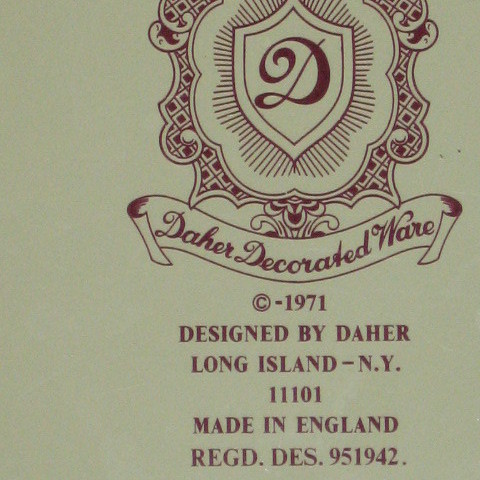 D
Daher Decorated Ware
©-1971
DESIGNED BY DAHER
LONG ISLAND-N.Y.
11101
MADE IN ENGLAND
REGD. DES. 951942.